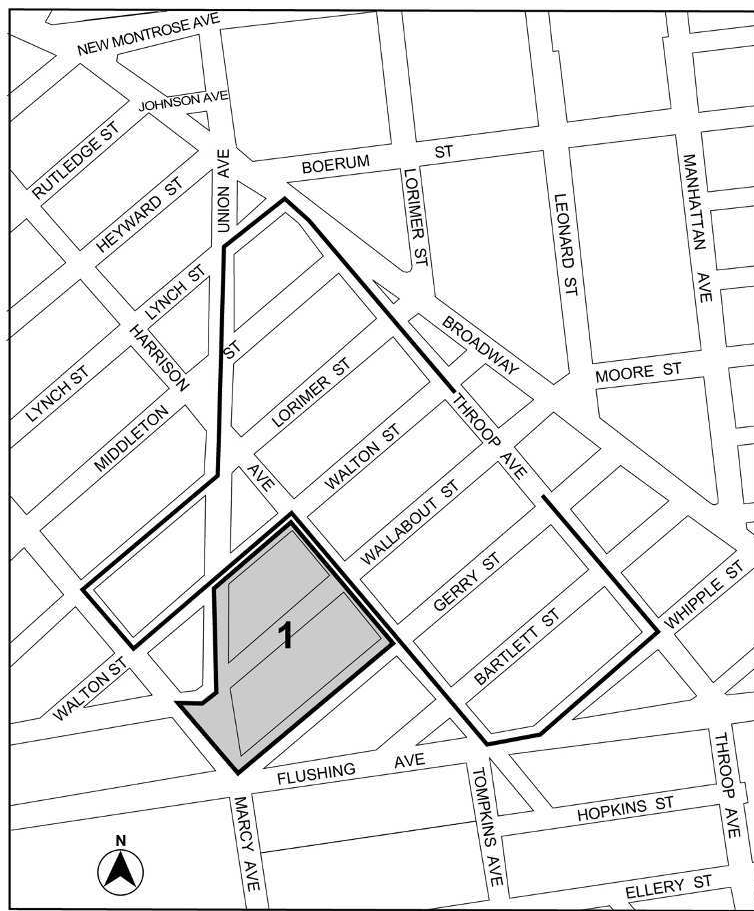 NEW MONTROSE AVE
JOHNSON AVE
RUTLEDGE ST
HEYWARD ST
UNION AVE
BOERUM ST
LORIMER ST
LEONARD ST
MANHATTAN AVE
LYNCH ST
HARRISON AVE
ST
BROADWAY
MOORE ST
LYNCH ST
LORIMER ST
MIDDLETON
THROOP AVE
WALTON ST
WALLABOUT ST
GERRY ST
WHIPPLE ST
BARTLETT ST
1
WALTON ST
FLUSHING AVE
THROOP AVE
TOMPKINS AVE
MARCY AVE
HOPKINS ST
N
ELLERY ST